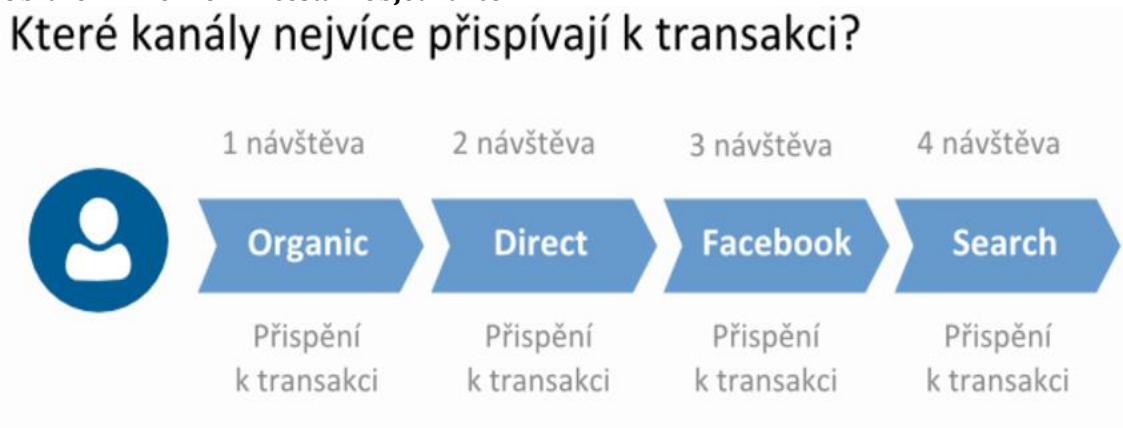 Které kanály nejvíce přispívají k transakci?
1 návštěva 2 návštěva 3 návštěva 4 návštěva
Organic Direct Facebook Search
Přispění Přispění Přispění Přispění
k transakci k transakci k transakci k transakci